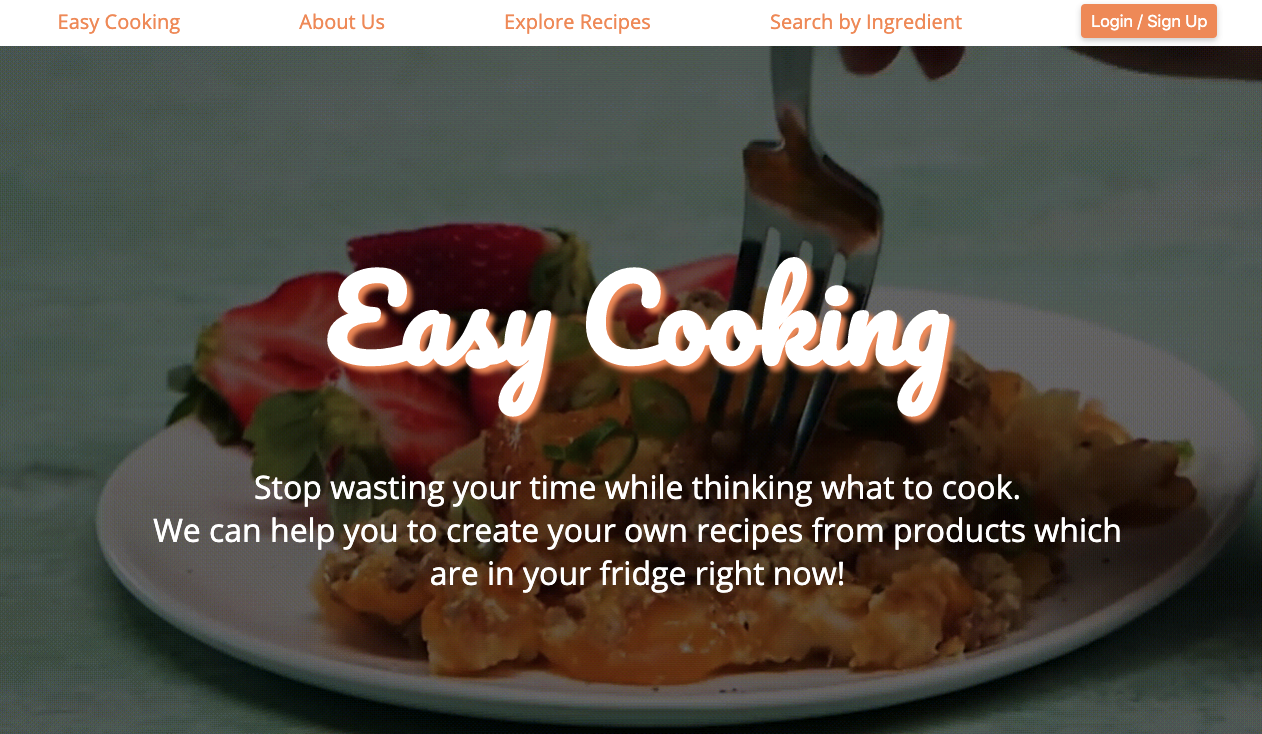 Easy Cooking
About Us
Explore Recipes
Search by Ingredient
Login / Sign Up
Easy Cooking
Stop wasting your time while thinking what to cook.
We can help you to create your own recipes from products which
are in your fridge right now!